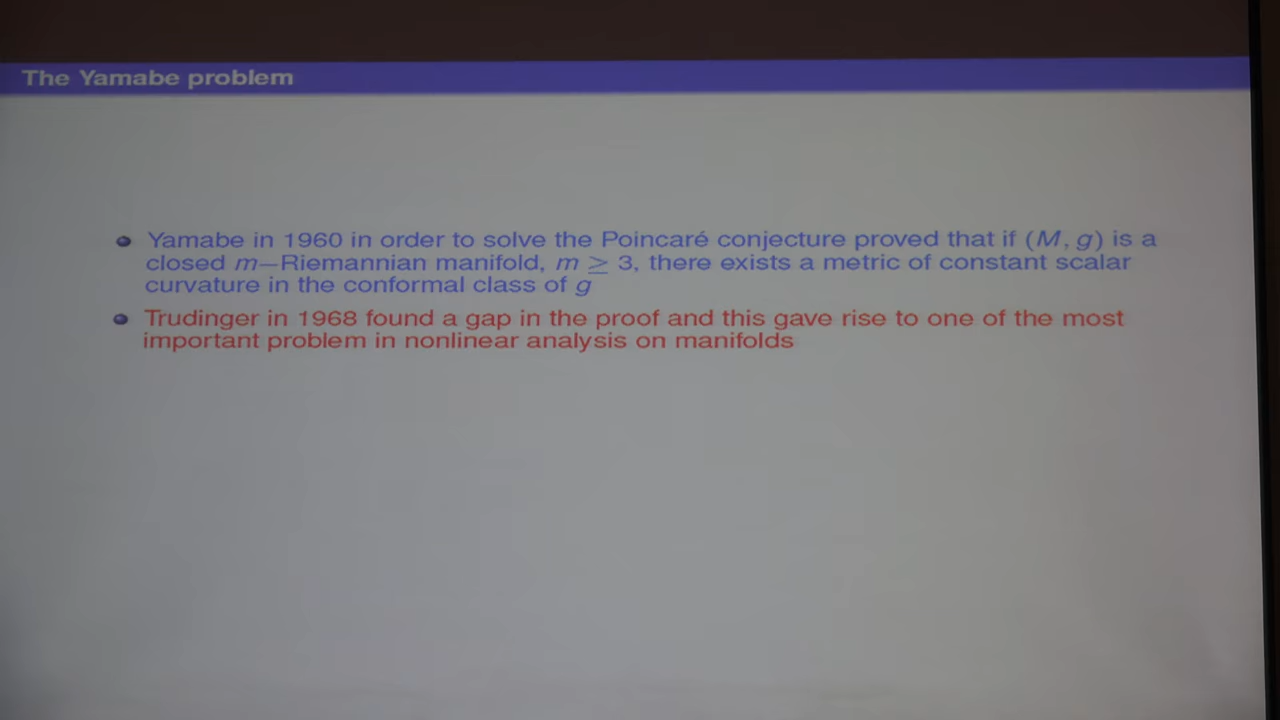 The Yamabe problem
Yamabe in 1960 in order to solve the Poincaré conjecture proved that if (M, g) is a
closed m−Riemannian manifold, m ≥ 3, there exists a metric of constant scalar
curvature in the conformal class of g
Trudinger in 1968 found a gap in the proof and this gave rise to one of the most
important problem in nonlinear analysis on manifolds